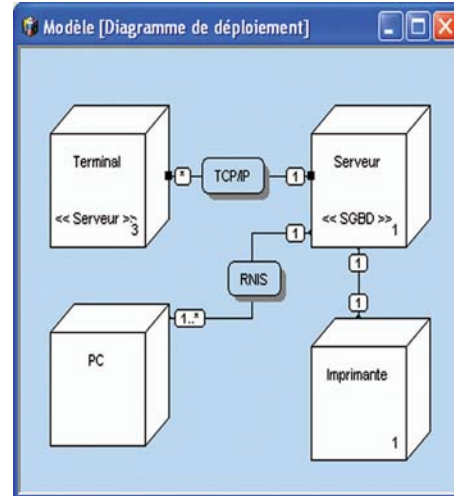 Modèle [Diagramme de déploiement]
Terminal
<< Serveur >>
3
*
TCP/IP
1
Serveur
<< SGBD >>
1
1
RNIS
1..*
1
1
PC
Imprimante
1